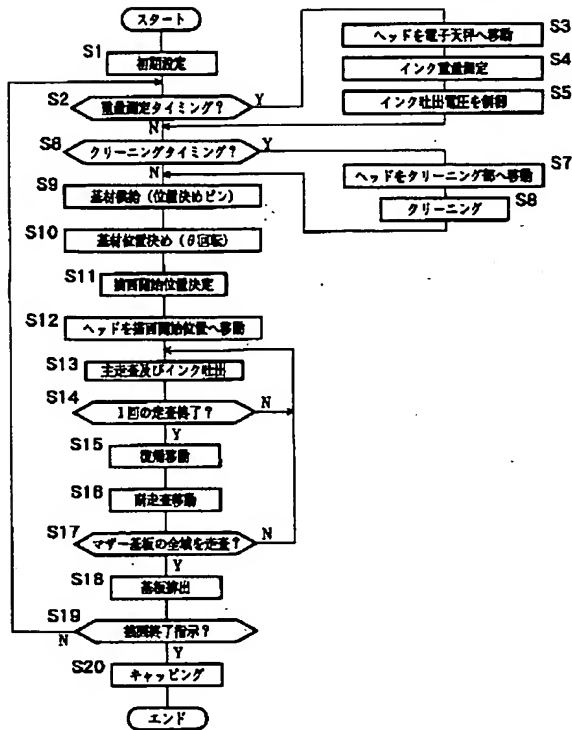 スタート
S1
初期設定
S2
重量測定タイミング?
Y
N
S3
ヘッドを電子天秤へ移動
S4
インク重量測定
S5
インク吐出電圧を制御
S6
クリーニングタイミング?
Y
N
S7
ヘッドをクリーニング部へ移動
S8
クリーニング
S9
基材供給(位置決めピン)
S10
基材位置決め(θ回転)
S11
描画開始位置決定
S12
ヘッドを描画開始位置へ移動
S13
主走査及びインク吐出
S14
1回の走査終了?
N
Y
S15
復帰移動
S16
副走査移動
S17
マザー基板の全域を走査?
N
Y
S18
基板排出
S19
描画終了指示?
N
Y
S20
キャッピング
エンド